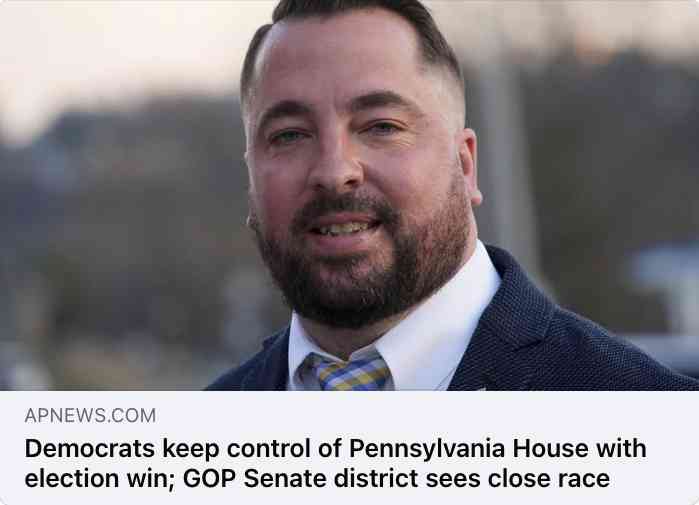 APNEWS.COM
Democrats keep control of Pennsylvania House with
election win; GOP Senate district sees close race